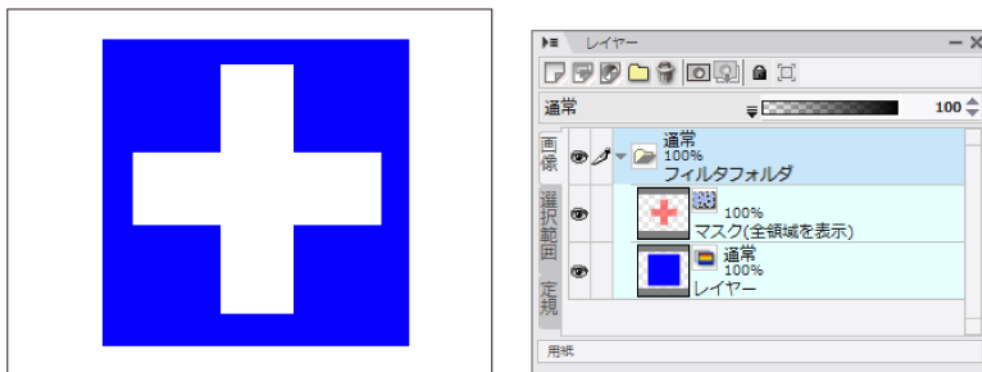 レイヤー
通常
100
画像
選択範囲
定規
通常
100%
フィルタフォルダ
100%
マスク(全領域を表示)
通常
100%
レイヤー
用紙